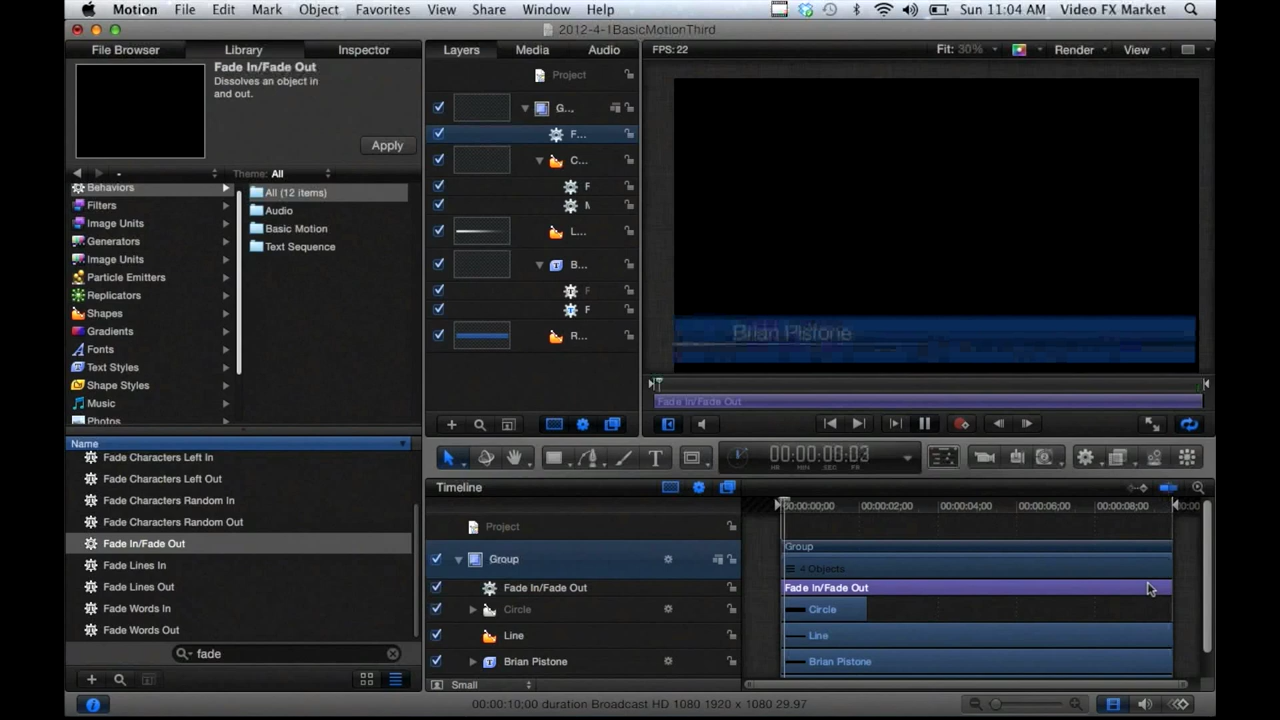 Motion File Edit Mark Object Favorites View Share Window Help Sun 11:04 AM Video FX Market
2012-4-1BasicMotionThird
File Browser Library Inspector
Fade In/Fade Out
Dissolves an object in
and out.
Apply
Theme: All
Behaviors
Filters
Image Units
Generators
Image Units
Particle Emitters
Replicators
Shapes
Gradients
Fonts
Text Styles
Shape Styles
Music
Photos
All (12 items)
Audio
Basic Motion
Text Sequence
Name
Fade Characters Left In
Fade Characters Left Out
Fade Characters Random In
Fade Characters Random Out
Fade In/Fade Out
Fade Lines In
Fade Lines Out
Fade Words In
Fade Words Out
fade
Layers Media Audio
Project
G...
F...
C...
F
M
L...
B...
F
F
R...
FPS: 22 Fit: 30% Render View
Brian Pistone
Fade In/Fade Out
00:00:00:03
HR MIN SEC FR
Timeline
Project
Group
Fade In/Fade Out
Circle
Line
Brian Pistone
Small
00:00:00;00 00:00:02;00 00:00:04;00 00:00:06;00 00:00:08;00
Group
4 Objects
Fade In/Fade Out
Circle
Line
Brian Pistone
00:00:10;00 duration Broadcast HD 1080 1920 x 1080 29.97